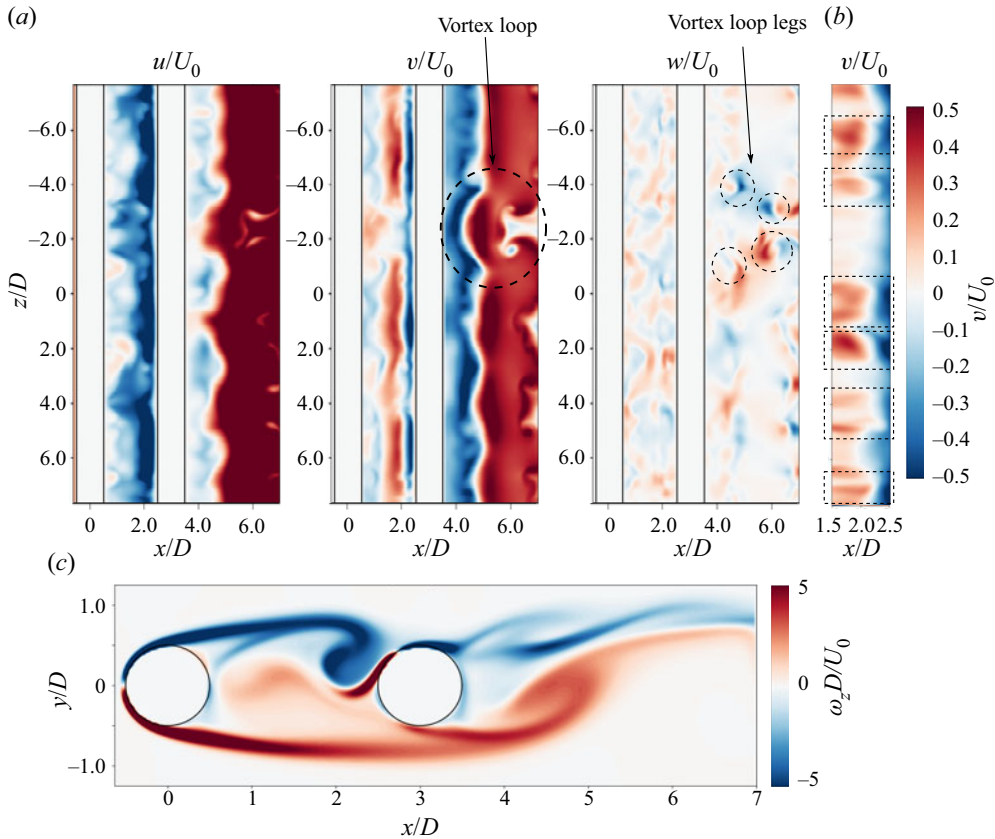 (a)
Vortex loop
Vortex loop legs
(b)
u/U0
v/U0
w/U0
v/U0
–6.0
–4.0
–2.0
0
2.0
4.0
6.0
z/D
0 2.0 4.0 6.0
x/D
0 2.0 4.0 6.0
x/D
0 2.0 4.0 6.0
x/D
1.5 2.0 2.5
x/D
0.5
0.4
0.3
0.2
0.1
0
–0.1
–0.2
–0.3
–0.4
–0.5
v/U0
(c)
1.0
0
–1.0
y/D
0 1 2 3 4 5 6 7
x/D
5
0
–5
ωzD/U0